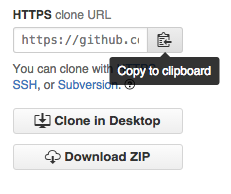 HTTPS clone URL
https://github.c
Copy to clipboard
You can clone with
SSH, or Subversion.
Clone in Desktop
Download ZIP